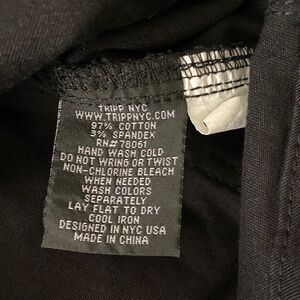 TRIPP NYC
WWW.TRIPPNYC.COM
97% COTTON
3% SPANDEX
RN#78061
HAND WASH COLD
DO NOT WRING OR TWIST
NON-CHLORINE BLEACH
WHEN NEEDED
WASH COLORS
SEPARATELY
LAY FLAT TO DRY
COOL IRON
DESIGNED IN NYC USA
MADE IN CHINA